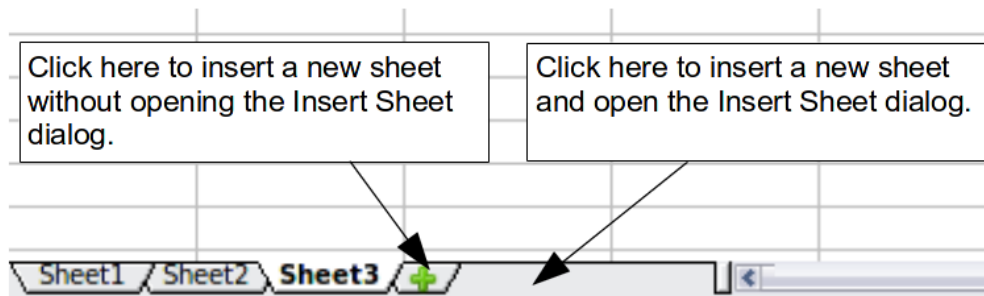 Click here to insert a new sheet
without opening the Insert Sheet
dialog.
Click here to insert a new sheet
and open the Insert Sheet dialog.
Sheet1 Sheet2 Sheet3